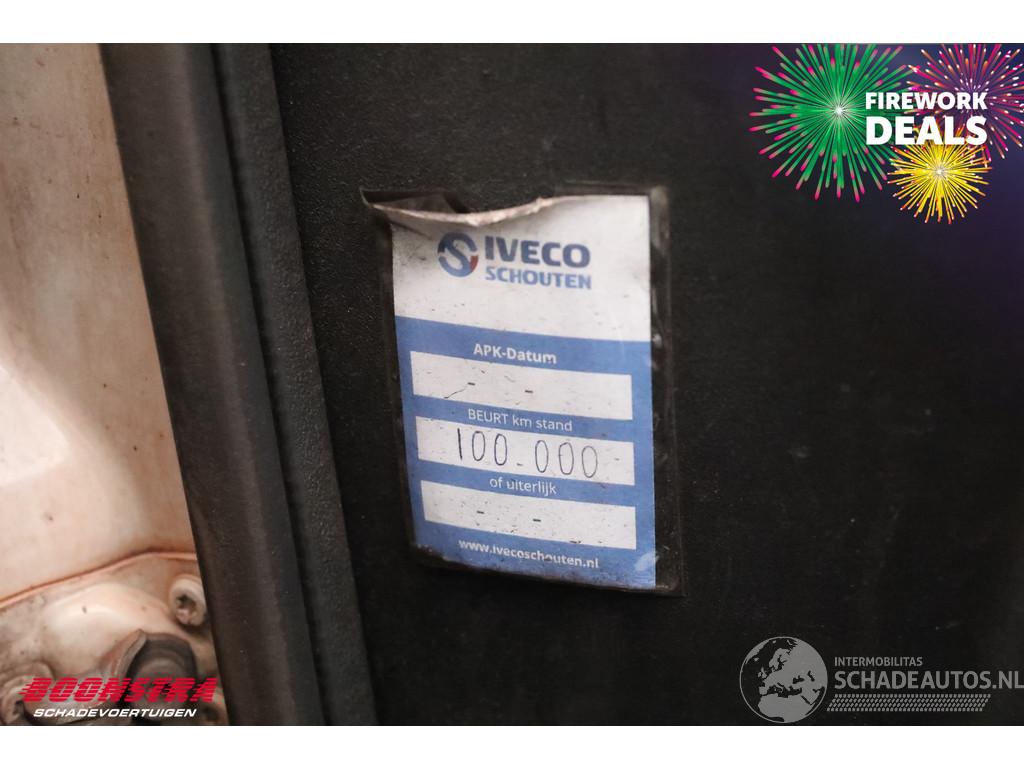 FIREWORK
DEALS
IVECO
SCHOUTEN
APK-Datum
- -
BEURT km stand
100.000
of uiterlijk
- -
www.ivecoschouten.nl
BOONSTRA
SCHADEVOERTUIGEN
INTERMOBILITAS
SCHADEAUTOS.NL